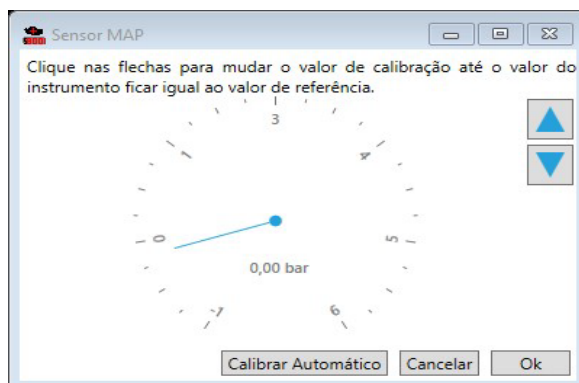 Sensor MAP
Clique nas flechas para mudar o valor de calibração até o valor do
instrumento ficar igual ao valor de referência.
3
1
4
0
5
0,00 bar
-1
6
Calibrar Automático
Cancelar
Ok